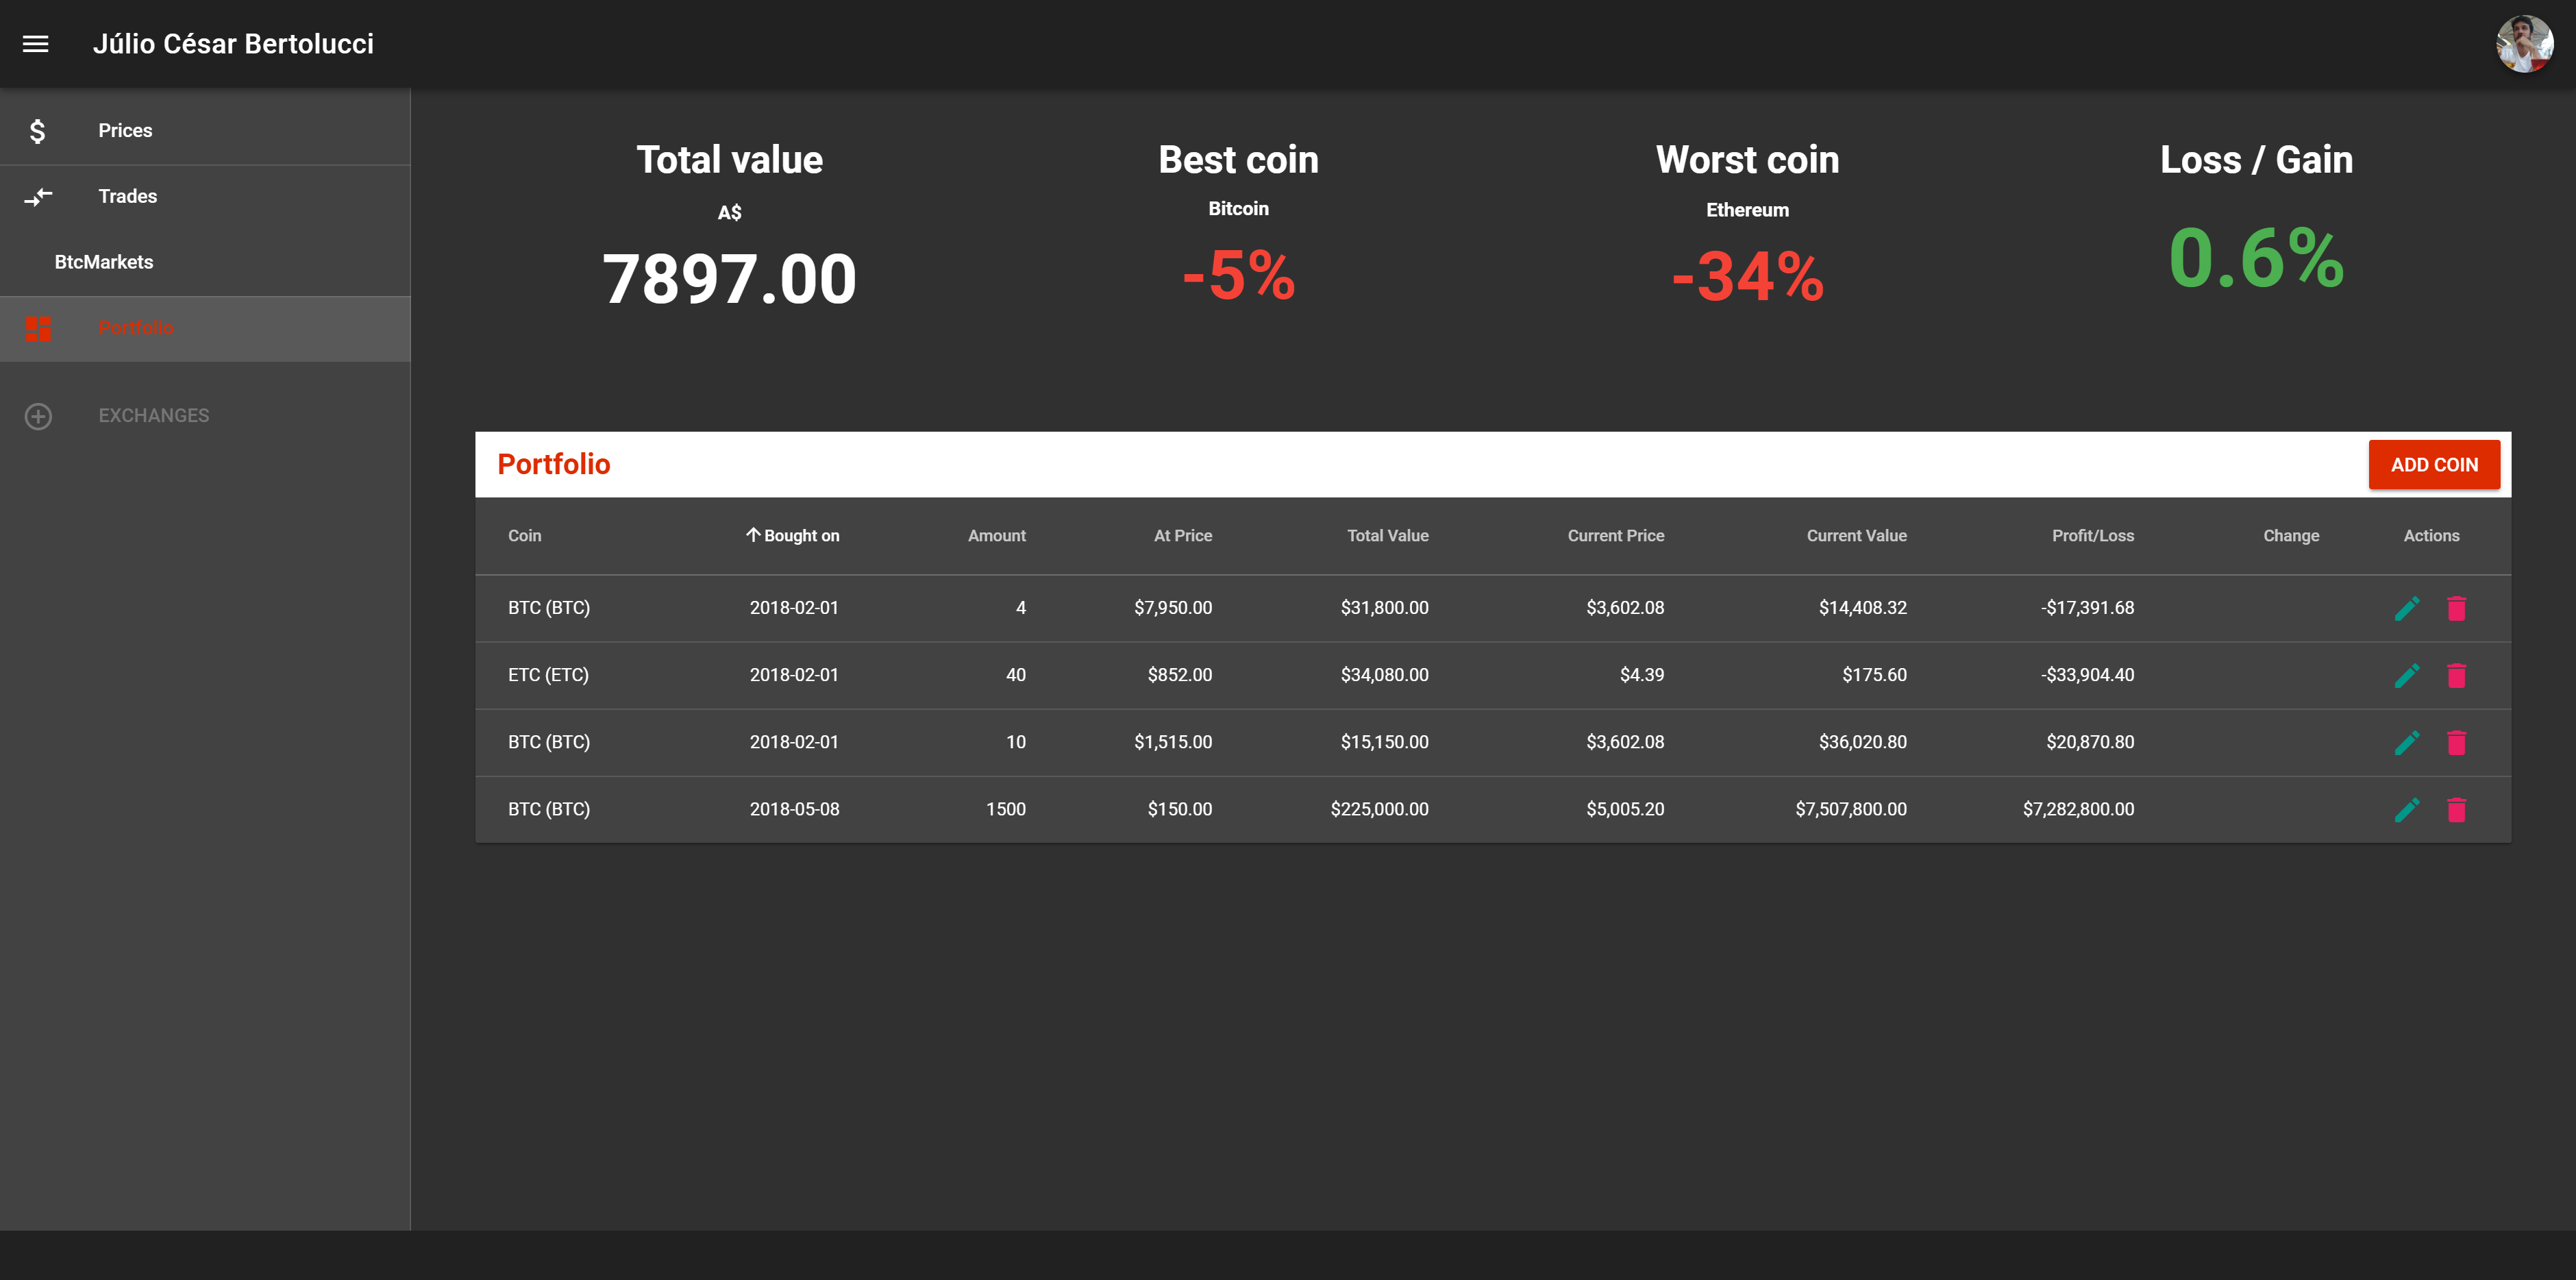 Júlio César Bertolucci
Prices
Trades
BtcMarkets
Portfolio
EXCHANGES
Total value
A$
7897.00
Best coin
Bitcoin
-5%
Worst coin
Ethereum
-34%
Loss / Gain
0.6%
Portfolio
ADD COIN
Coin Bought on Amount At Price Total Value Current Price Current Value Profit/Loss Change Actions
BTC (BTC) 2018-02-01 4 $7,950.00 $31,800.00 $3,602.08 $14,408.32 -$17,391.68
ETC (ETC) 2018-02-01 40 $852.00 $34,080.00 $4.39 $175.60 -$33,904.40
BTC (BTC) 2018-02-01 10 $1,515.00 $15,150.00 $3,602.08 $36,020.80 $20,870.80
BTC (BTC) 2018-05-08 1500 $150.00 $225,000.00 $5,005.20 $7,507,800.00 $7,282,800.00